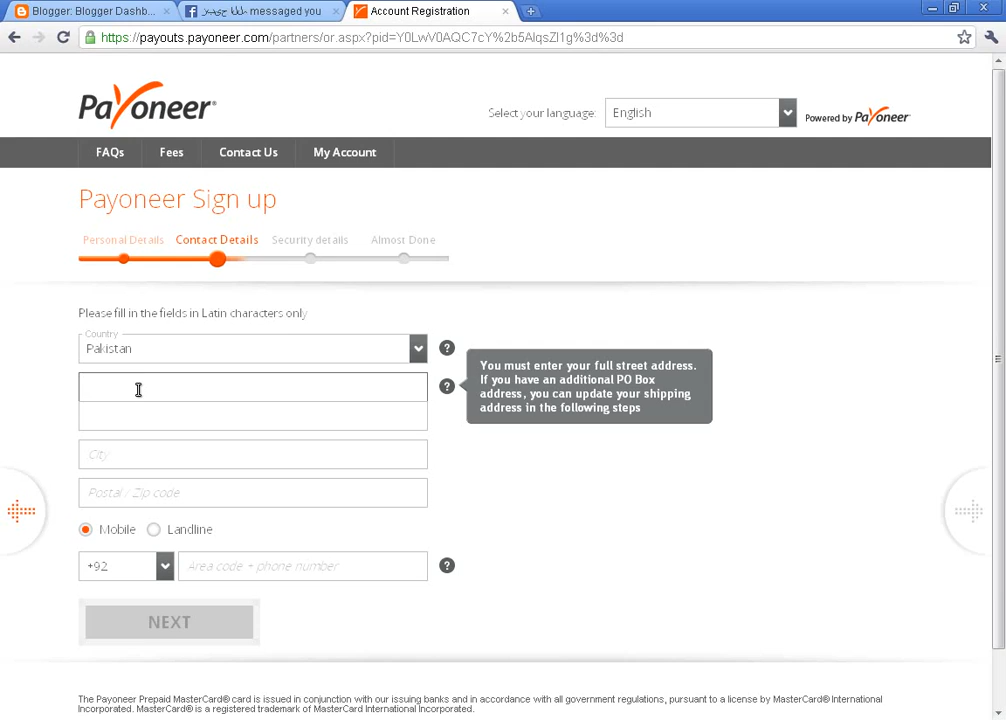 Blogger: Blogger Dashb...
messaged you
Account Registration
https://payouts.payoneer.com/partners/or.aspx?pid=Y0LwV0AQC7cY%2b5AlqsZl1g%3d%3d
Payoneer
Select your language:
English
Powered by Payoneer
FAQs
Fees
Contact Us
My Account
Payoneer Sign up
Personal Details
Contact Details
Security details
Almost Done
Please fill in the fields in Latin characters only
Country
Pakistan
?
You must enter your full street address.
If you have an additional PO Box
address, you can update your shipping
address in the following steps
?
City
Postal / Zip code
Mobile
Landline
+92
Area code + phone number
?
NEXT
The Payoneer Prepaid MasterCard® card is issued in conjunction with our issuing banks and in accordance with all government regulations, pursuant to a license by MasterCard® International
Incorporated. MasterCard® is a registered trademark of MasterCard International Incorporated.